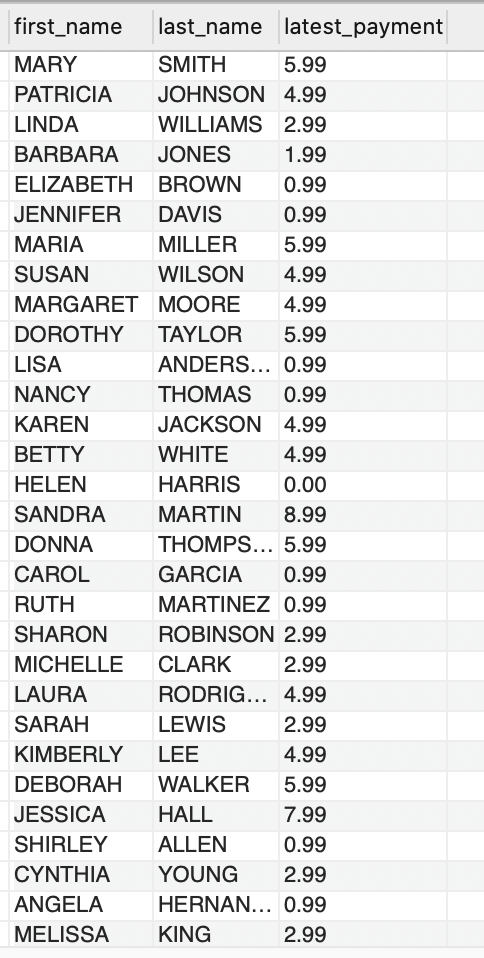 first_name last_name latest_payment
MARY SMITH 5.99
PATRICIA JOHNSON 4.99
LINDA WILLIAMS 2.99
BARBARA JONES 1.99
ELIZABETH BROWN 0.99
JENNIFER DAVIS 0.99
MARIA MILLER 5.99
SUSAN WILSON 4.99
MARGARET MOORE 4.99
DOROTHY TAYLOR 5.99
LISA ANDERS... 0.99
NANCY THOMAS 0.99
KAREN JACKSON 4.99
BETTY WHITE 4.99
HELEN HARRIS 0.00
SANDRA MARTIN 8.99
DONNA THOMPS... 5.99
CAROL GARCIA 0.99
RUTH MARTINEZ 0.99
SHARON ROBINSON 2.99
MICHELLE CLARK 2.99
LAURA RODRIG... 4.99
SARAH LEWIS 2.99
KIMBERLY LEE 4.99
DEBORAH WALKER 5.99
JESSICA HALL 7.99
SHIRLEY ALLEN 0.99
CYNTHIA YOUNG 2.99
ANGELA HERNAN... 0.99
MELISSA KING 2.99